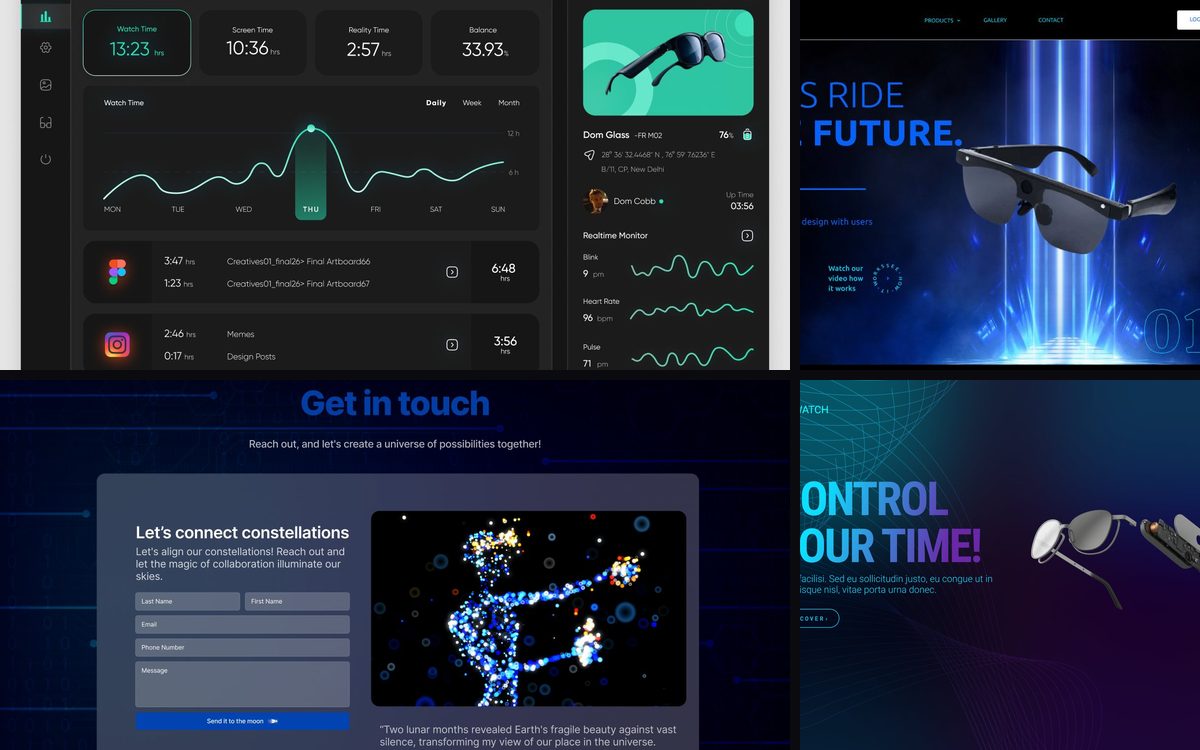 Watch Time
13:23 hrs
Screen Time
10:36 hrs
Reality Time
2:57 hrs
Balance
33.93%
Watch Time
Daily Week Month
12 h
6 h
MON TUE WED THU FRI SAT SUN
3:47 hrs Creatives01_final26> Final Artboard66
1:23 hrs Creatives01_final26> Final Artboard67
6:48
hrs
2:46 hrs Memes
0:17 hrs Design Posts
3:56
hrs
Dom Glass -FR M02 76%
28° 36' 32.4468'' N , 76° 59' 7.6236'' E
B/11, CP, New Delhi
Dom Cobb
Up Time
03:56
Realtime Monitor
Blink
9 pm
Heart Rate
96 bpm
Pulse
71 pm
PRODUCTS GALLERY CONTACT
LOG
S RIDE
FUTURE.
design with users
Watch our
video how
it works
01
Get in touch
Reach out, and let's create a universe of possibilities together!
Let's connect constellations
Let's align our constellations! Reach out and
let the magic of collaboration illuminate our
skies.
Last Name First Name
Email
Phone Number
Message
Send it to the moon
"Two lunar months revealed Earth's fragile beauty against vast
silence, transforming my view of our place in the universe.
WATCH
ONTROL
OUR TIME!
facilisi. Sed eu sollicitudin justo, eu congue ut in
isque nisl, vitae porta urna donec.
COVER ›